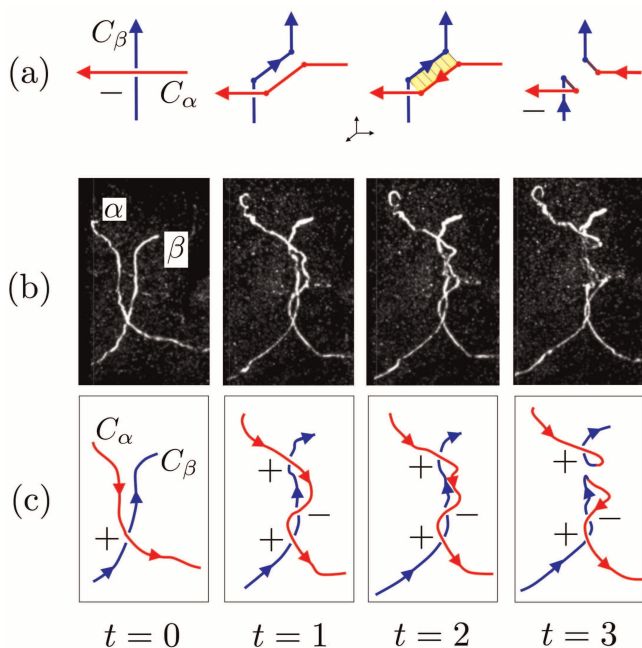 (a)
C_β
C_α
−
−
(b)
α
β
(c)
C_α
C_β
+
+
+
−
+
+
−
+
+
−
t = 0
t = 1
t = 2
t = 3